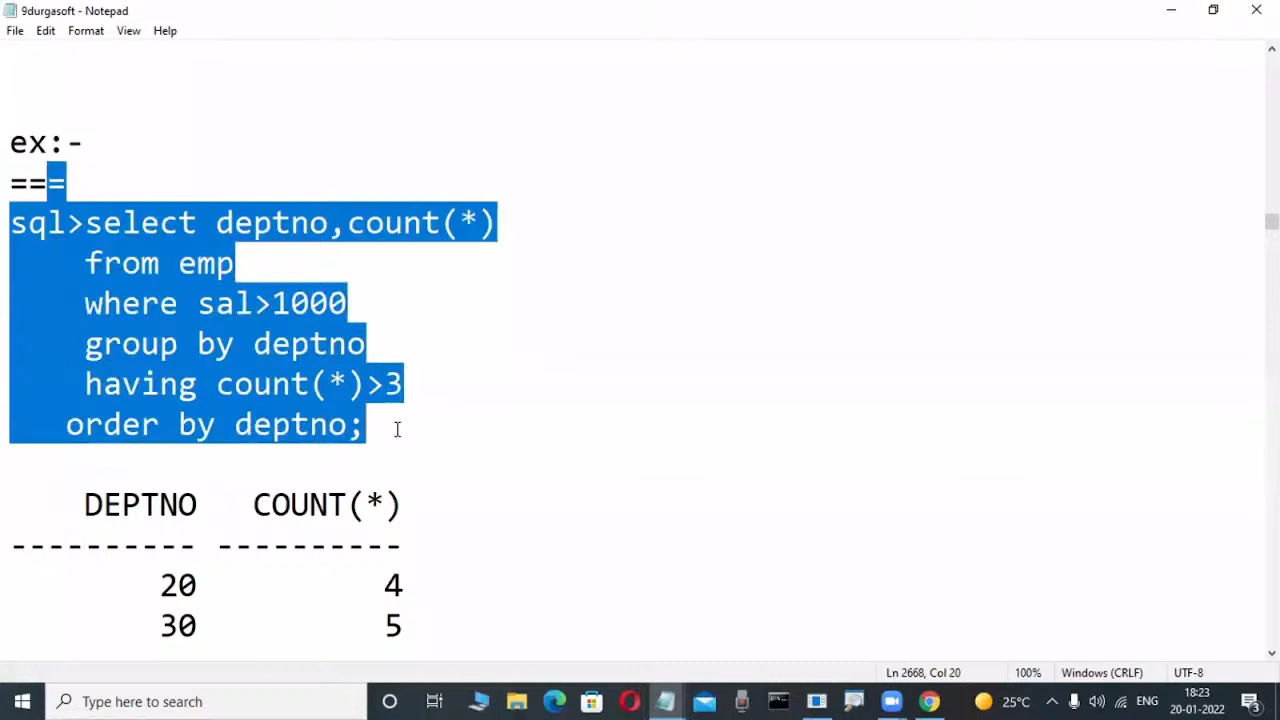 9durgasoft - Notepad
File Edit Format View Help
ex:-
===
sql>select deptno,count(*)
from emp
where sal>1000
group by deptno
having count(*)>3
order by deptno;
DEPTNO COUNT(*)
---------- ----------
20 4
30 5
Ln 2668, Col 20 100% Windows (CRLF) UTF-8
Type here to search
25°C ENG 18:23
20-01-2022 3